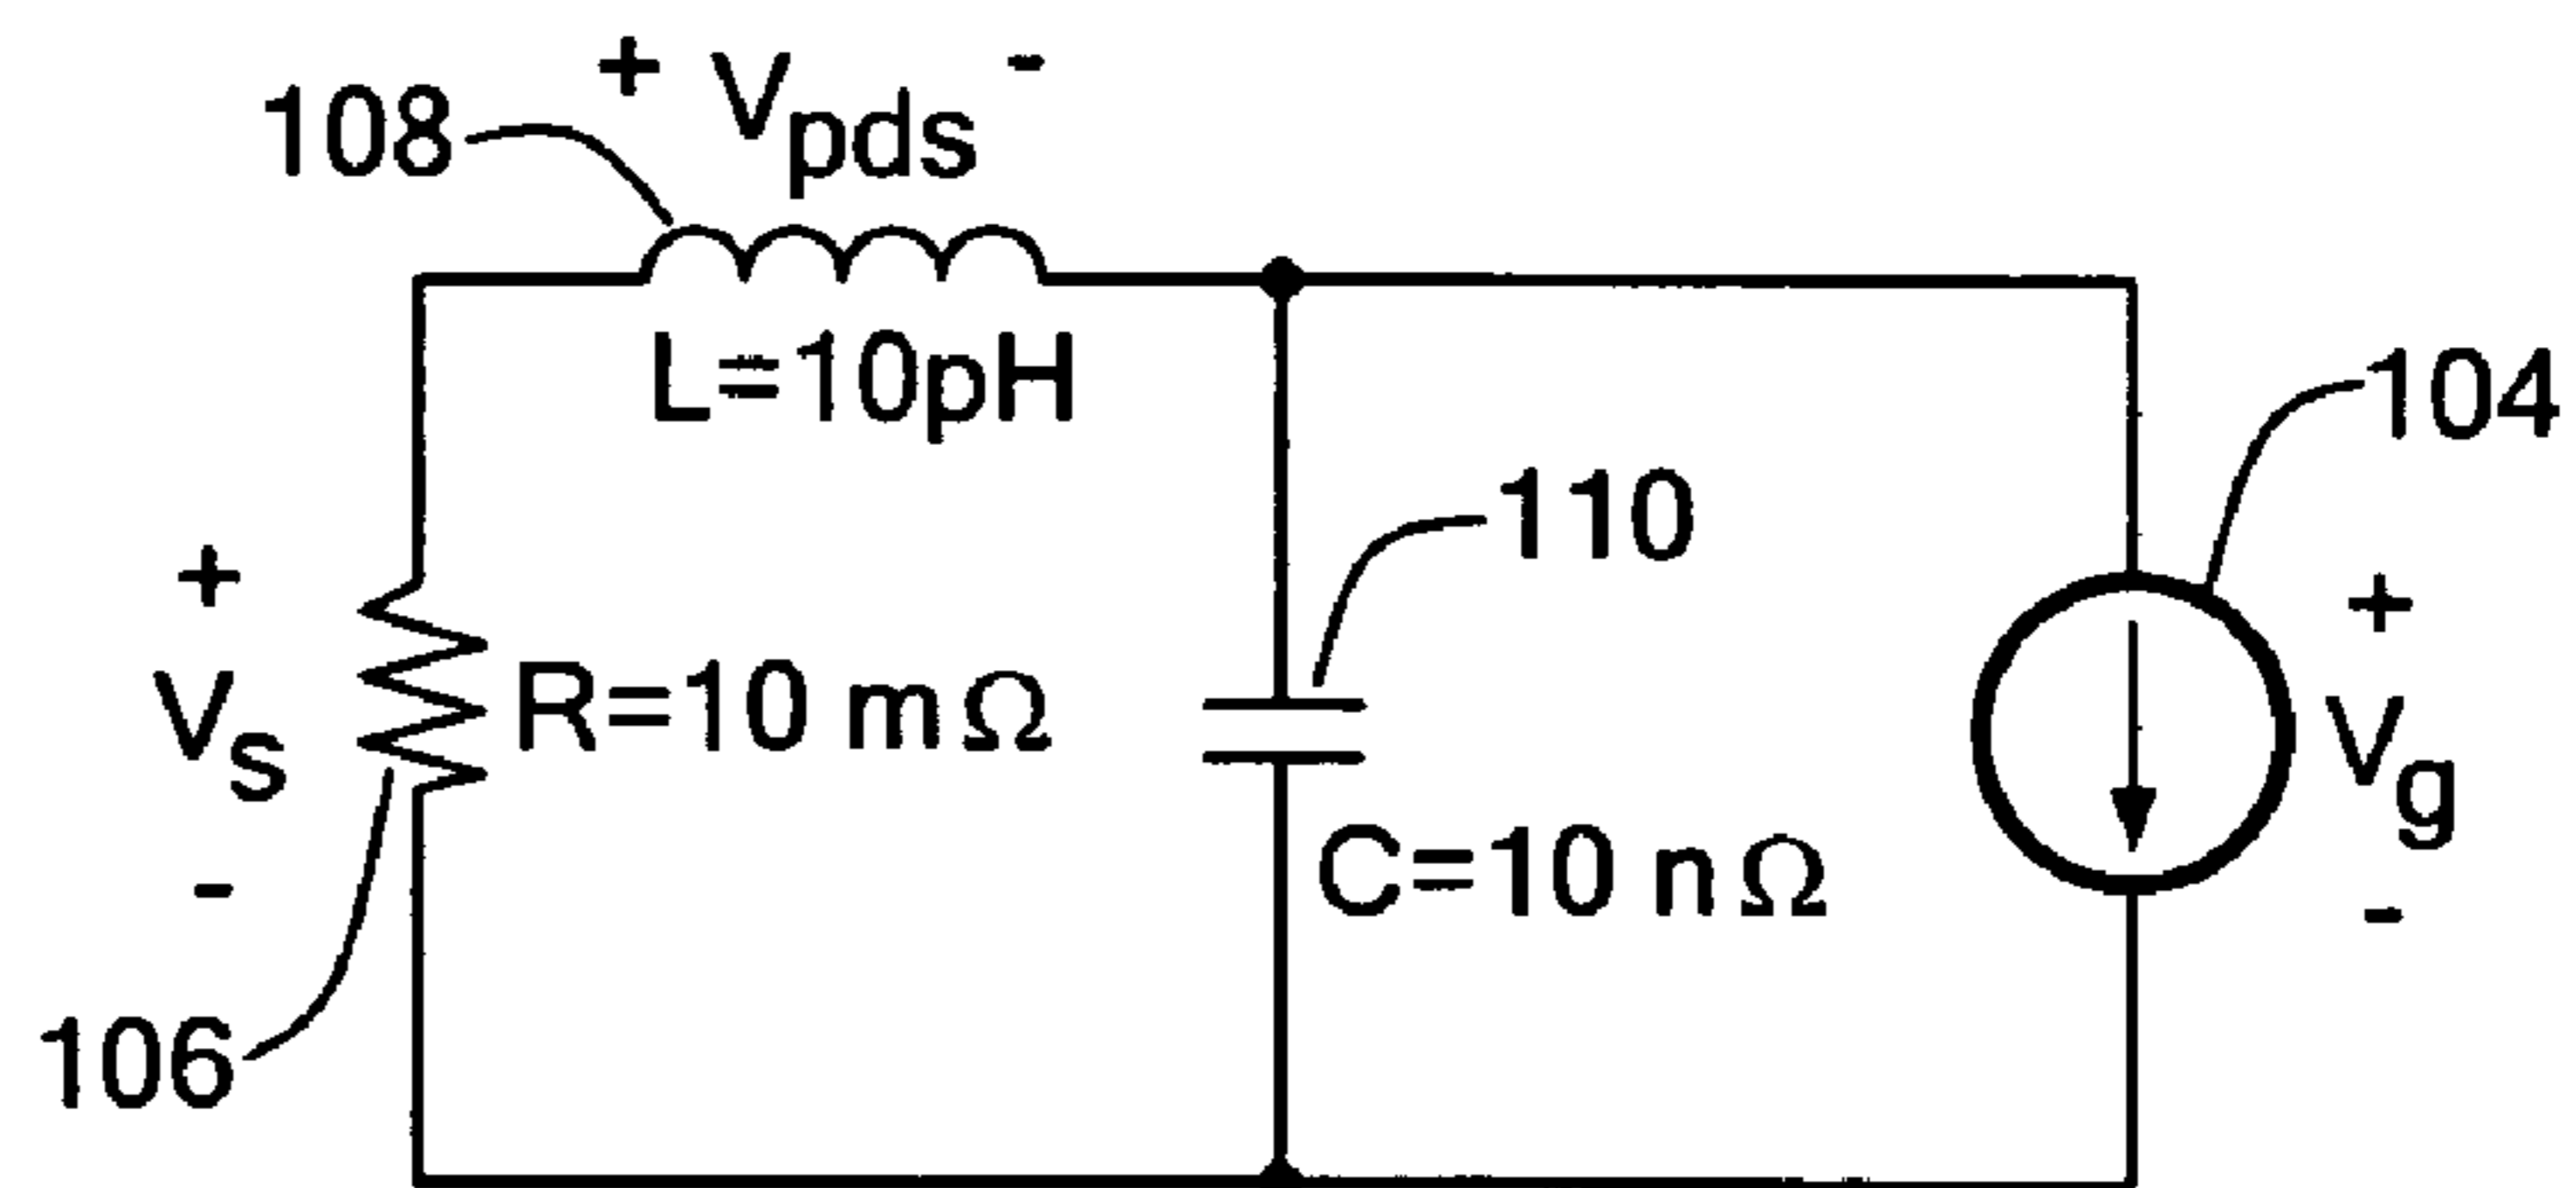 + Vpds -
108
L=10pH
104
110
+
Vs
-
R=10 mΩ
+
Vg
-
C=10 nΩ
106